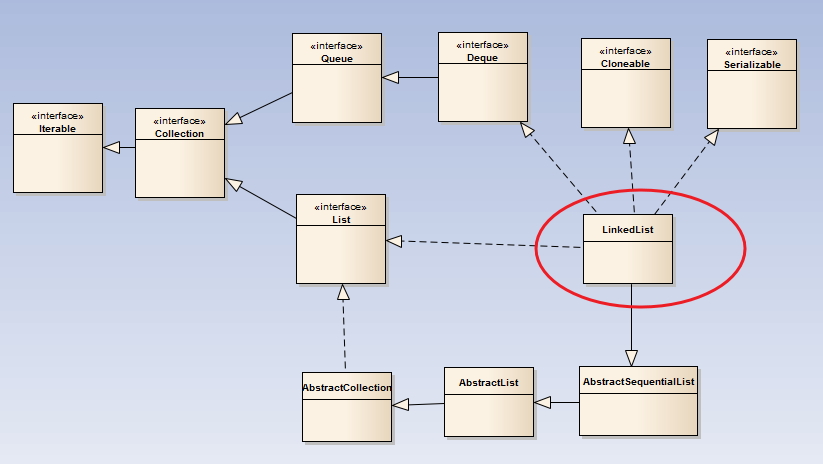 «interface»
Queue
«interface»
Deque
«interface»
Cloneable
«interface»
Serializable
«interface»
Iterable
«interface»
Collection
«interface»
List
LinkedList
AbstractCollection
AbstractList
AbstractSequentialList